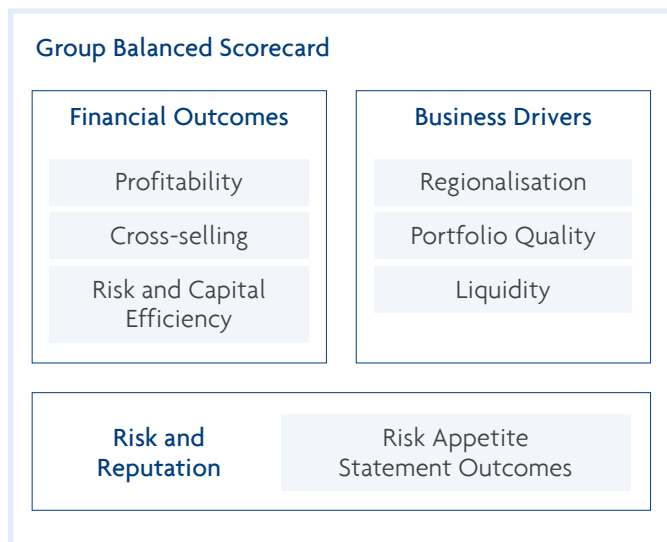 Group Balanced Scorecard
Financial Outcomes
Profitability
Cross-selling
Risk and Capital
Efficiency
Business Drivers
Regionalisation
Portfolio Quality
Liquidity
Risk and
Reputation
Risk Appetite
Statement Outcomes